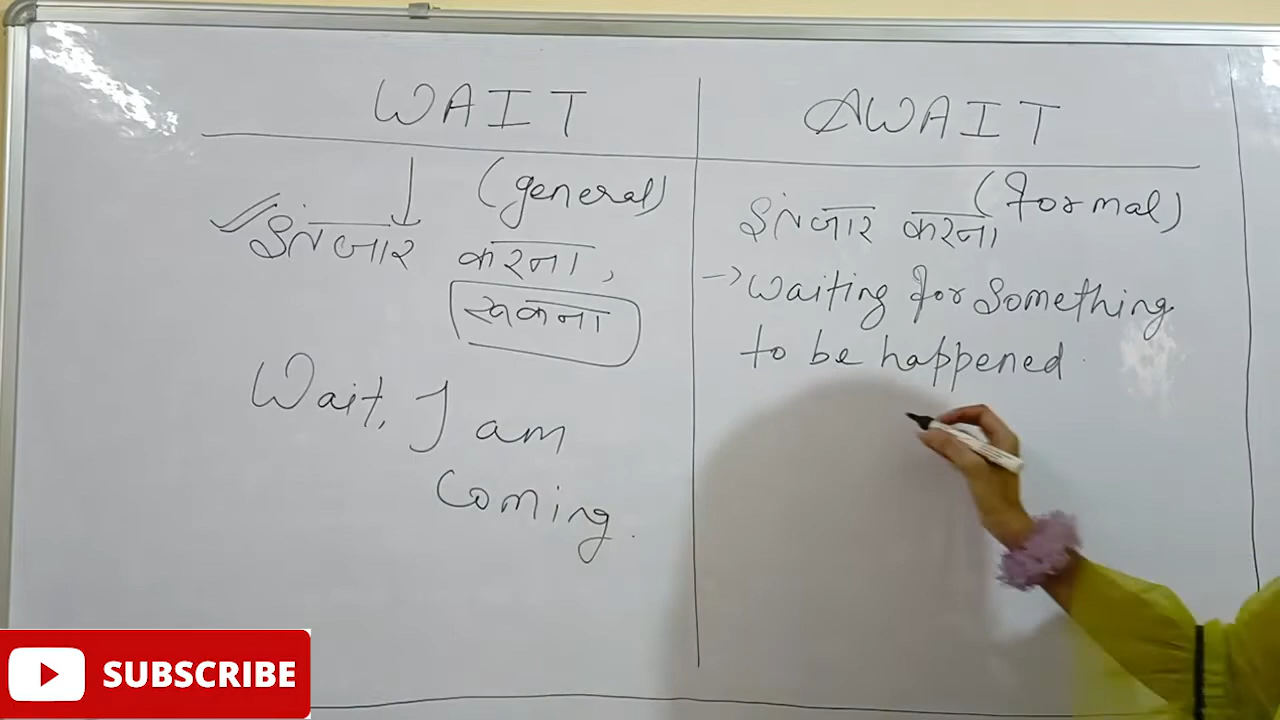 WAIT
(general)
इंतजार करना,
रूकना
Wait, I am
Coming.
AWAIT
(formal)
इंतजार करना
→ Waiting for Something
to be happened.
SUBSCRIBE